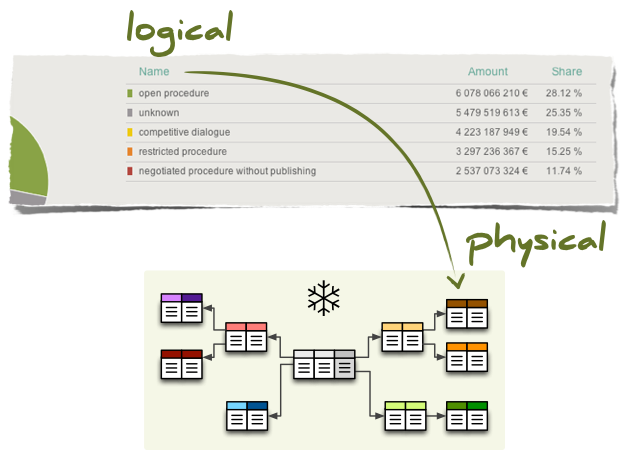 logical
Name Amount Share
open procedure 6 078 066 210 € 28.12 %
unknown 5 479 519 613 € 25.35 %
competitive dialogue 4 223 187 949 € 19.54 %
restricted procedure 3 297 236 367 € 15.25 %
negotiated procedure without publishing 2 537 073 324 € 11.74 %
physical